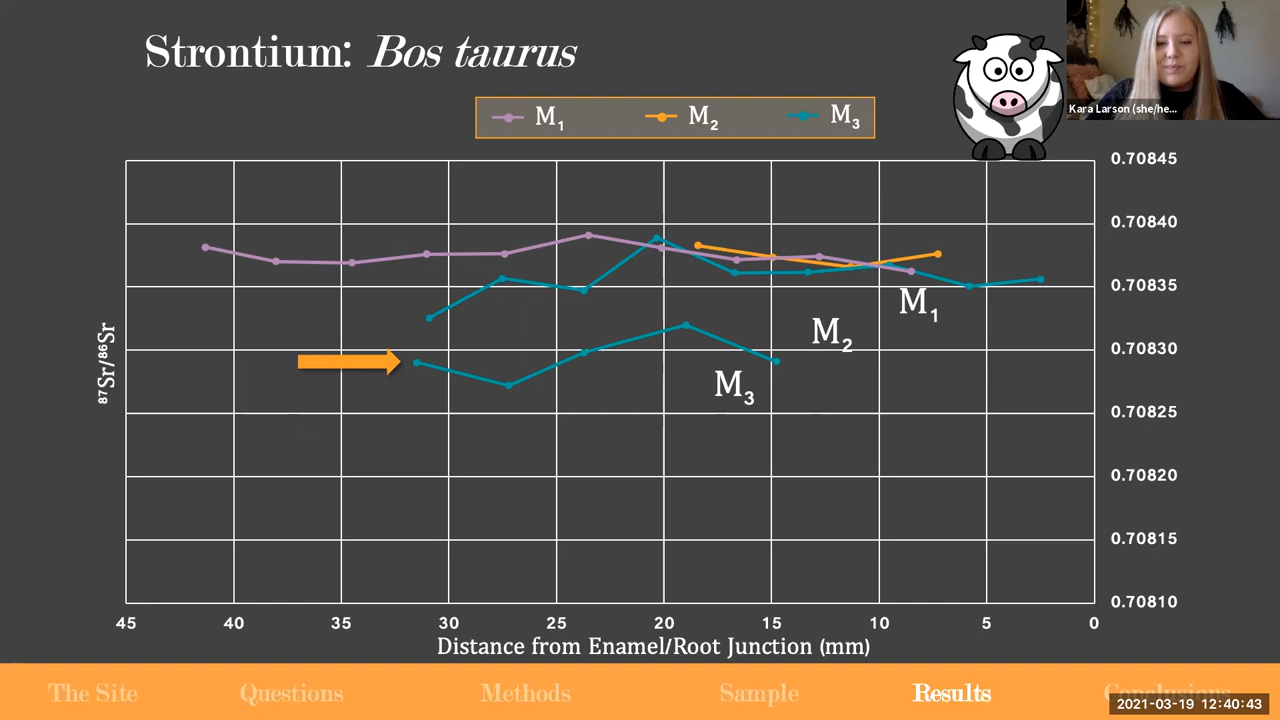 Strontium: Bos taurus
Kara Larson (she/he...
M1 M2 M3
0.70845
0.70840
0.70835
0.70830
0.70825
0.70820
0.70815
0.70810
87Sr/86Sr
M1
M2
M3
45 40 35 30 25 20 15 10 5 0
Distance from Enamel/Root Junction (mm)
The Site Questions Methods Sample Results Conclusions
2021-03-19 12:40:43